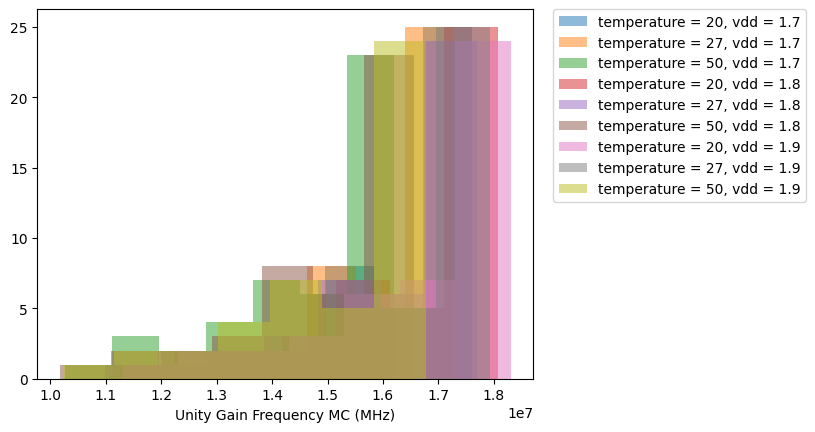 25
20
15
10
5
0
1.0 1.1 1.2 1.3 1.4 1.5 1.6 1.7 1.8
1e7
Unity Gain Frequency MC (MHz)
temperature = 20, vdd = 1.7
temperature = 27, vdd = 1.7
temperature = 50, vdd = 1.7
temperature = 20, vdd = 1.8
temperature = 27, vdd = 1.8
temperature = 50, vdd = 1.8
temperature = 20, vdd = 1.9
temperature = 27, vdd = 1.9
temperature = 50, vdd = 1.9